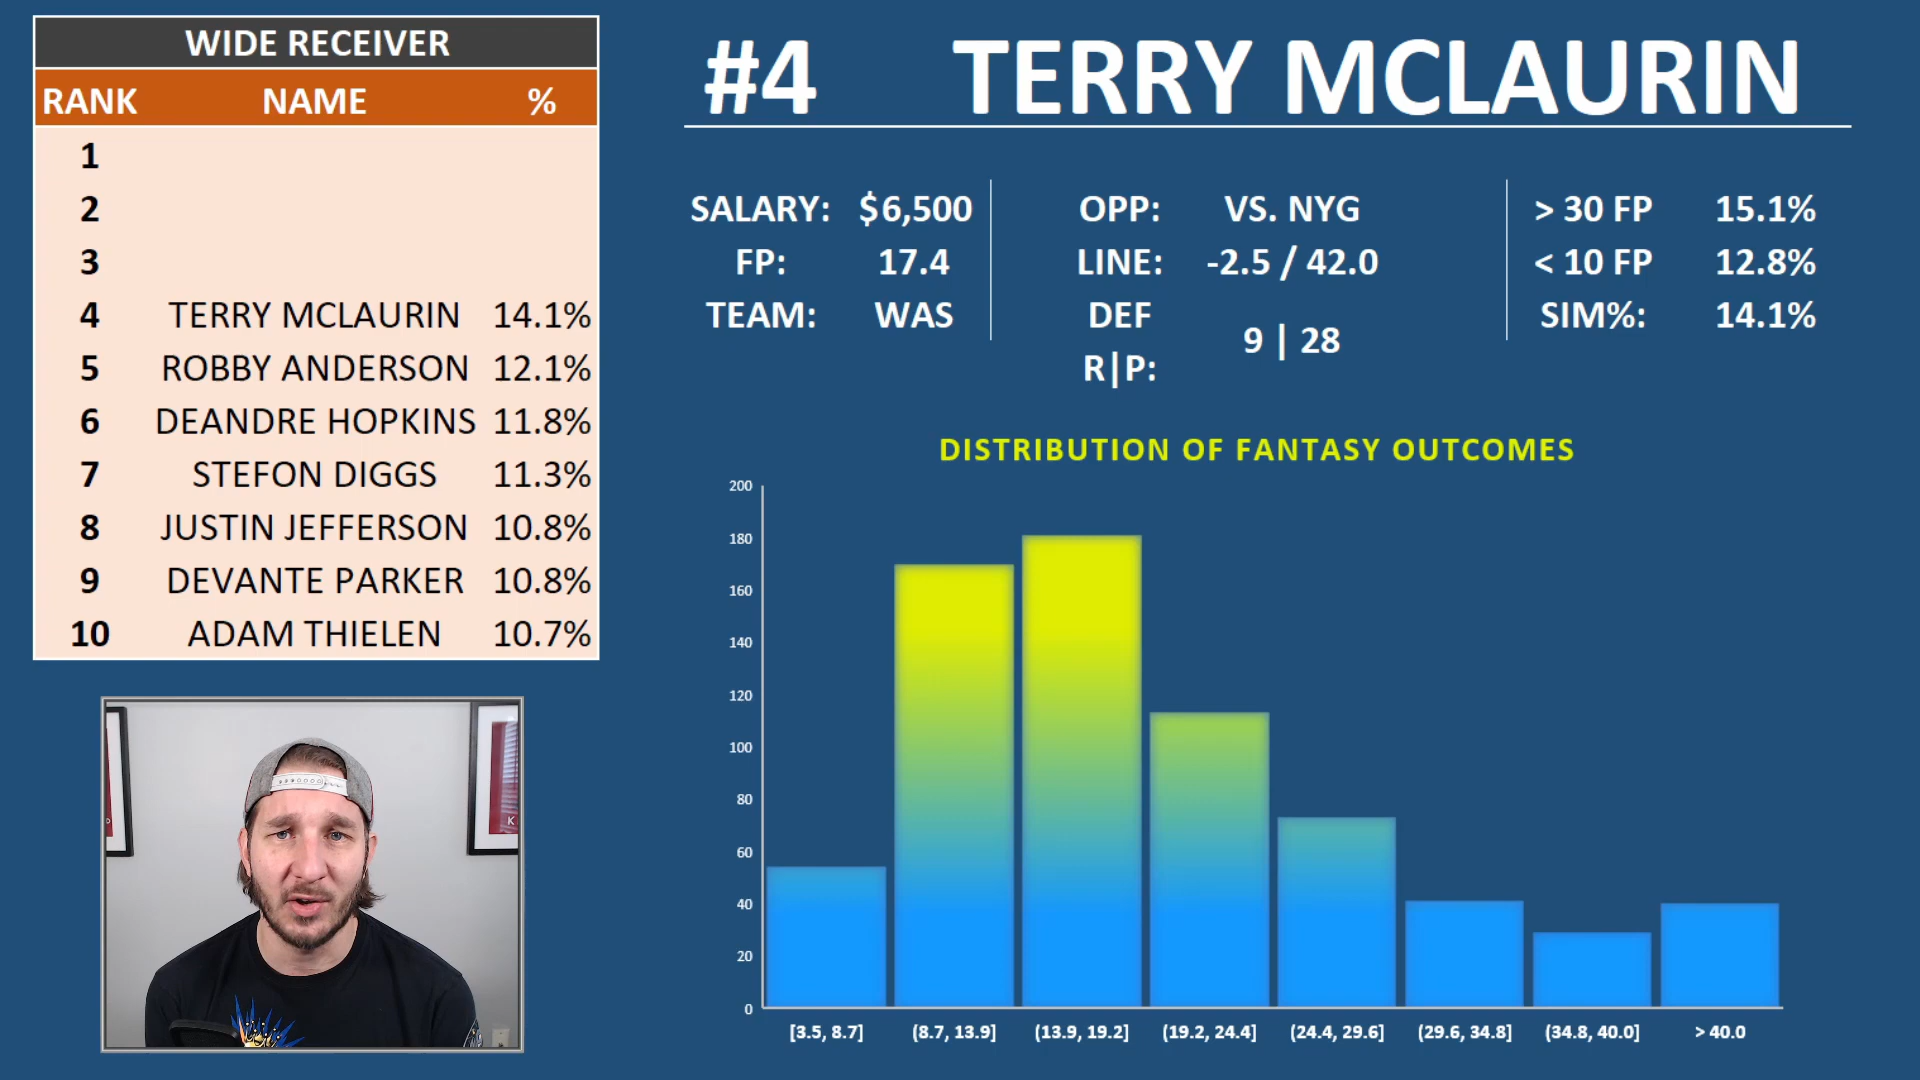 WIDE RECEIVER
RANK NAME %
1
2
3
4 TERRY MCLAURIN 14.1%
5 ROBBY ANDERSON 12.1%
6 DEANDRE HOPKINS 11.8%
7 STEFON DIGGS 11.3%
8 JUSTIN JEFFERSON 10.8%
9 DEVANTE PARKER 10.8%
10 ADAM THIELEN 10.7%
#4 TERRY MCLAURIN
SALARY: $6,500
FP: 17.4
TEAM: WAS
OPP: VS. NYG
LINE: -2.5 / 42.0
DEF
R|P: 9 | 28
> 30 FP 15.1%
< 10 FP 12.8%
SIM%: 14.1%
DISTRIBUTION OF FANTASY OUTCOMES
200
180
160
140
120
100
80
60
40
20
0
[3.5, 8.7] (8.7, 13.9] (13.9, 19.2] (19.2, 24.4] (24.4, 29.6] (29.6, 34.8] (34.8, 40.0] > 40.0
K